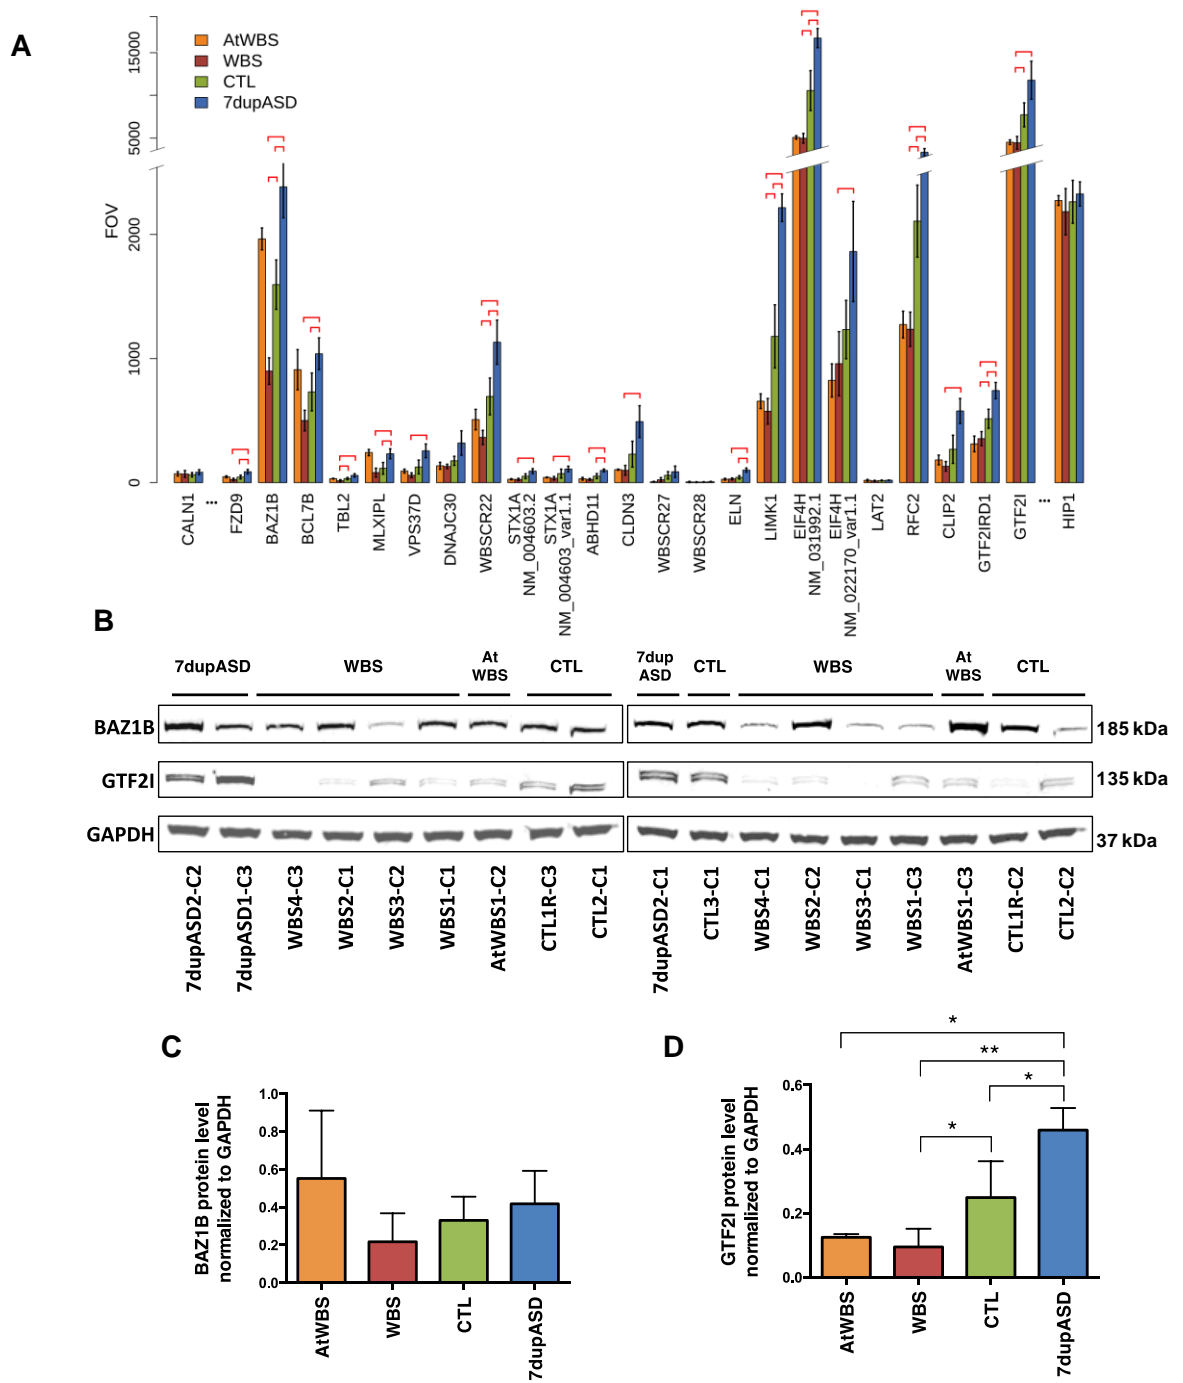 A
AtWBS
WBS
CTL
7dupASD
15000
5000
2000
1000
0
FOV
CALN1
...
FZD9
BAZ1B
BCL7B
TBL2
MLXIPL
VPS37D
DNAJC30
WBSCR22
STX1A
NM_004603.2
STX1A
NM_004603_var1.1
ABHD11
CLDN3
WBSCR27
WBSCR28
ELN
LIMK1
EIF4H
NM_031992.1
EIF4H
NM_022170_var1.1
LAT2
RFC2
CLIP2
GTF2IRD1
GTF2I
...
HIP1
B
7dupASD
WBS
At
WBS
CTL
7dup
ASD
CTL
WBS
At
WBS
CTL
BAZ1B
185 kDa
GTF2I
135 kDa
GAPDH
37 kDa
7dupASD2-C2
7dupASD1-C3
WBS4-C3
WBS2-C1
WBS3-C2
WBS1-C1
AtWBS1-C2
CTL1R-C3
CTL2-C1
7dupASD2-C1
CTL3-C1
WBS4-C1
WBS2-C2
WBS3-C1
WBS1-C3
AtWBS1-C3
CTL1R-C2
CTL2-C2
C
BAZ1B protein level
normalized to GAPDH
1.0
0.8
0.6
0.4
0.2
0.0
AtWBS
WBS
CTL
7dupASD
D
GTF2I protein level
normalized to GAPDH
0.6
0.4
0.2
0.0
*
**
*
*
AtWBS
WBS
CTL
7dupASD